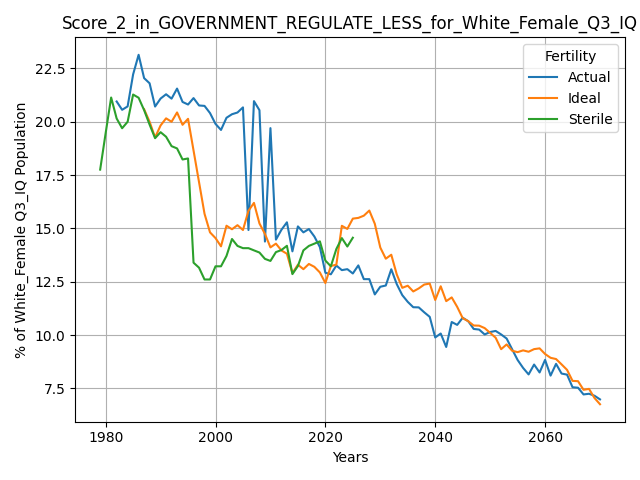 Score_2_in_GOVERNMENT_REGULATE_LESS_for_White_Female_Q3_IQ
% of White_Female Q3_IQ Population
22.5
20.0
17.5
15.0
12.5
10.0
7.5
Fertility
Actual
Ideal
Sterile
1980
2000
2020
2040
2060
Years